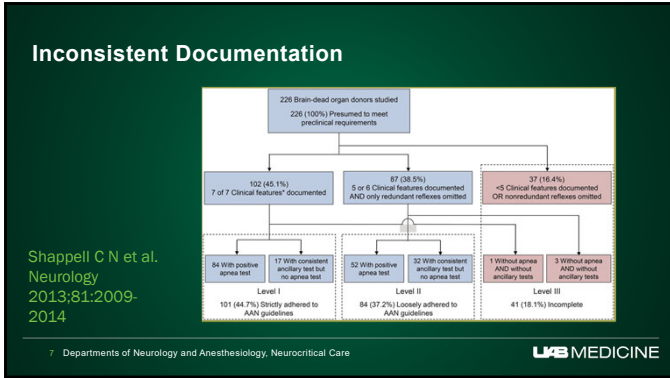 Inconsistent Documentation
226 Brain-dead organ donors studied
226 (100%) Presumed to meet
preclinical requirements
102 (45.1%)
7 of 7 Clinical features* documented
87 (38.5%)
5 or 6 Clinical features documented
AND only redundant reflexes omitted
37 (16.4%)
<5 Clinical features documented
OR nonredundant reflexes omitted
84 With positive
apnea test
17 With consistent
ancillary test but
no apnea test
52 With positive
apnea test
32 With consistent
ancillary test but
no apnea test
1 Without apnea
AND without
ancillary tests
3 Without apnea
AND without
ancillary tests
Level I
101 (44.7%) Strictly adhered to
AAN guidelines
Level II
84 (37.2%) Loosely adhered to
AAN guidelines
Level III
41 (18.1%) Incomplete
Shappell C N et al.
Neurology
2013;81:2009-
2014
7 Departments of Neurology and Anesthesiology, Neurocritical Care
UAB MEDICINE